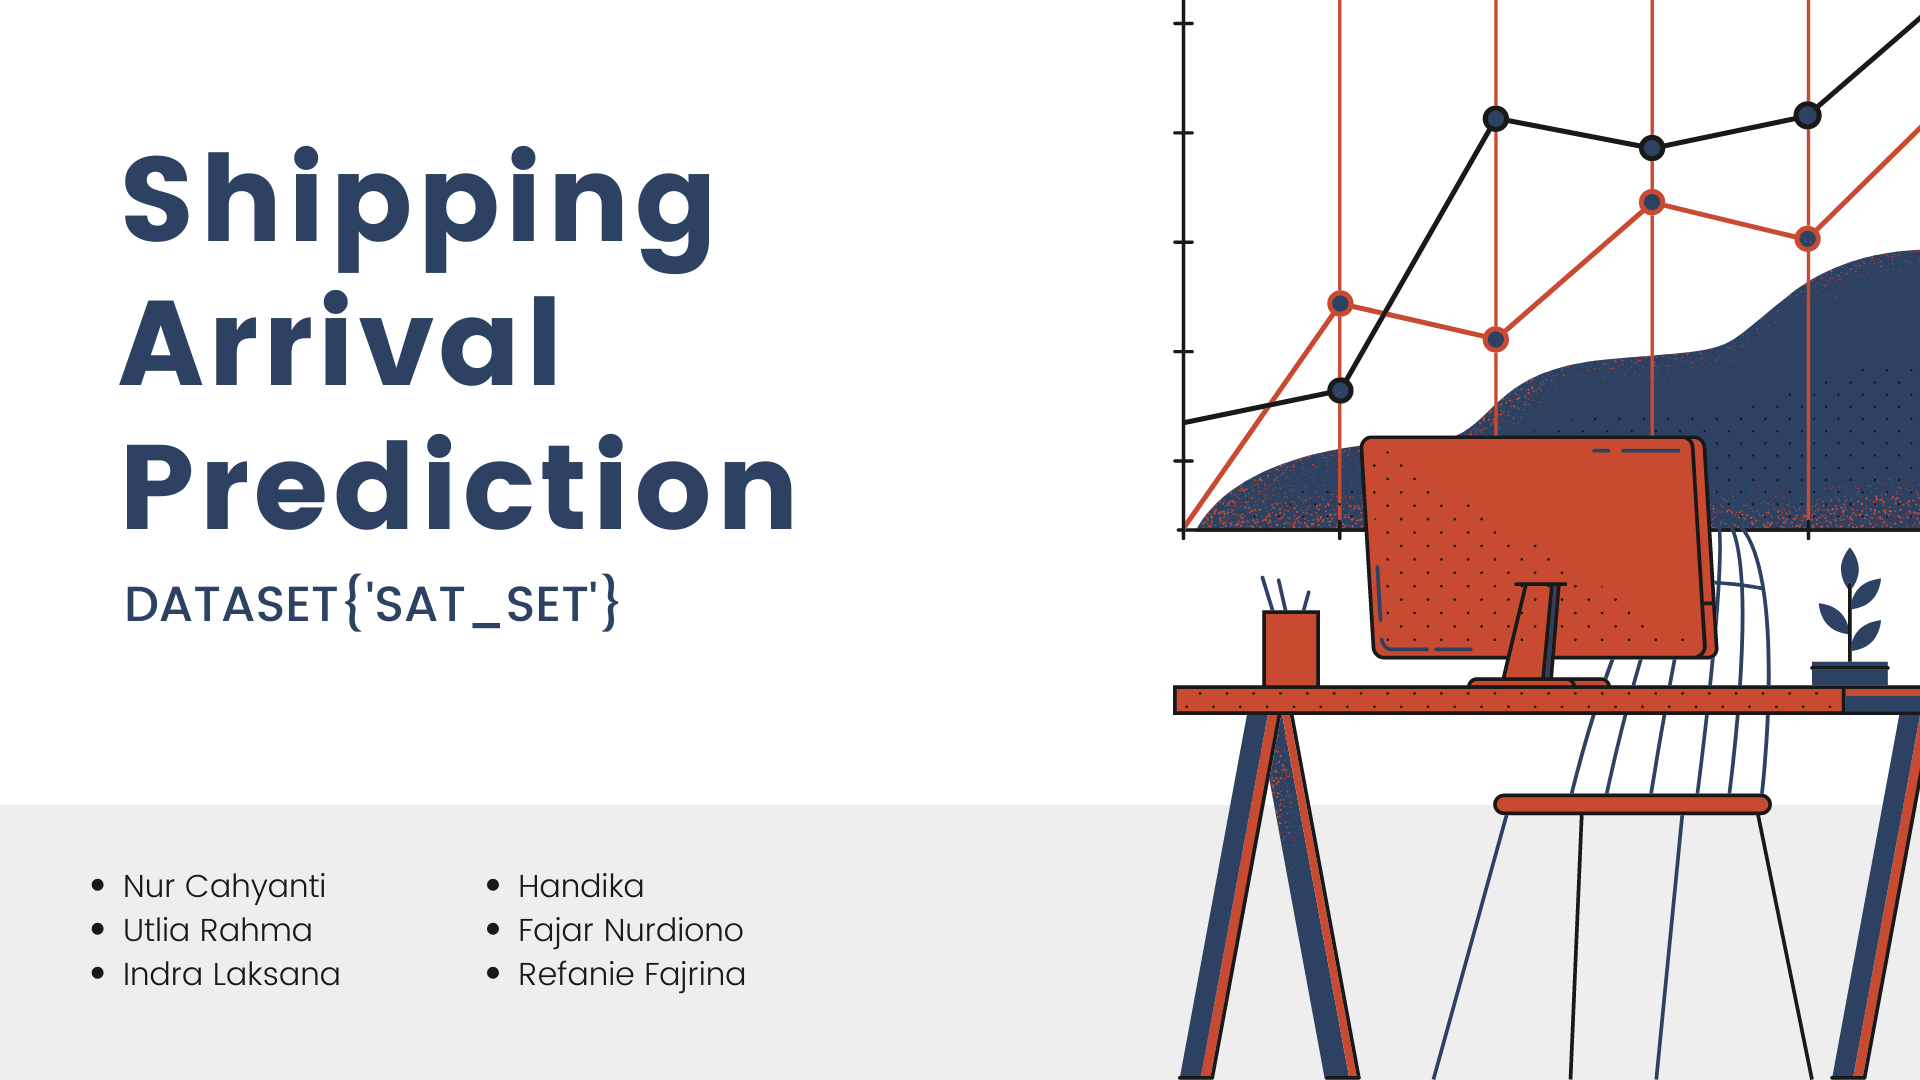 Shipping
Arrival
Prediction
DATASET{'SAT_SET'}
• Nur Cahyanti
• Utlia Rahma
• Indra Laksana
• Handika
• Fajar Nurdiono
• Refanie Fajrina